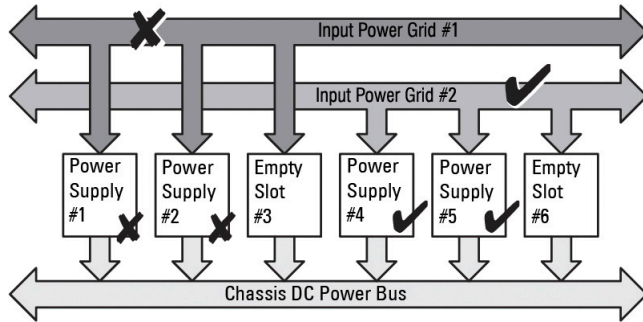 Input Power Grid #1
Input Power Grid #2
Power
Supply
#1
Power
Supply
#2
Empty
Slot
#3
Power
Supply
#4
Power
Supply
#5
Empty
Slot
#6
Chassis DC Power Bus